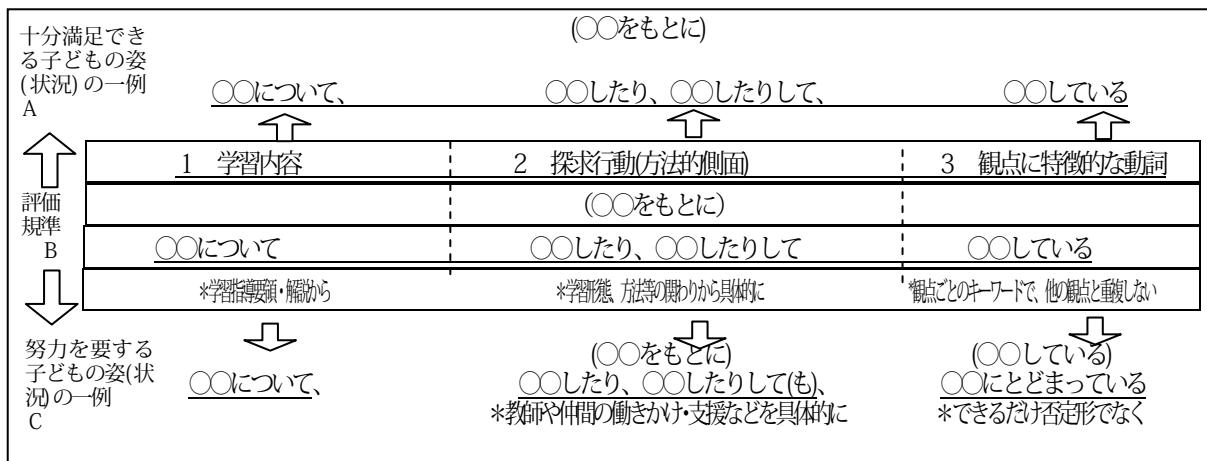 (○○をもとに)
十分満足でき
る子どもの姿
(状況) の一例
A
○○について、 ○○したり、○○したりして、 ○○している
1 学習内容 2 探求行動(方法的側面) 3 観点に特徴的な動詞
(○○をもとに)
評価
規準
B
○○について ○○したり、○○したりして ○○している
*学習指導要領・解説から *学習形態、方法等の関わりから具体的に *観点ごとのキーワードで、他の観点と重複しない
努力を要する
子どもの姿(状
況)の一例
C
(○○をもとに) (○○している)
○○について、 ○○したり、○○したりして(も)、 ○○にとどまっている
*教師や仲間の働きかけ・支援などを具体的に *できるだけ否定形でなく